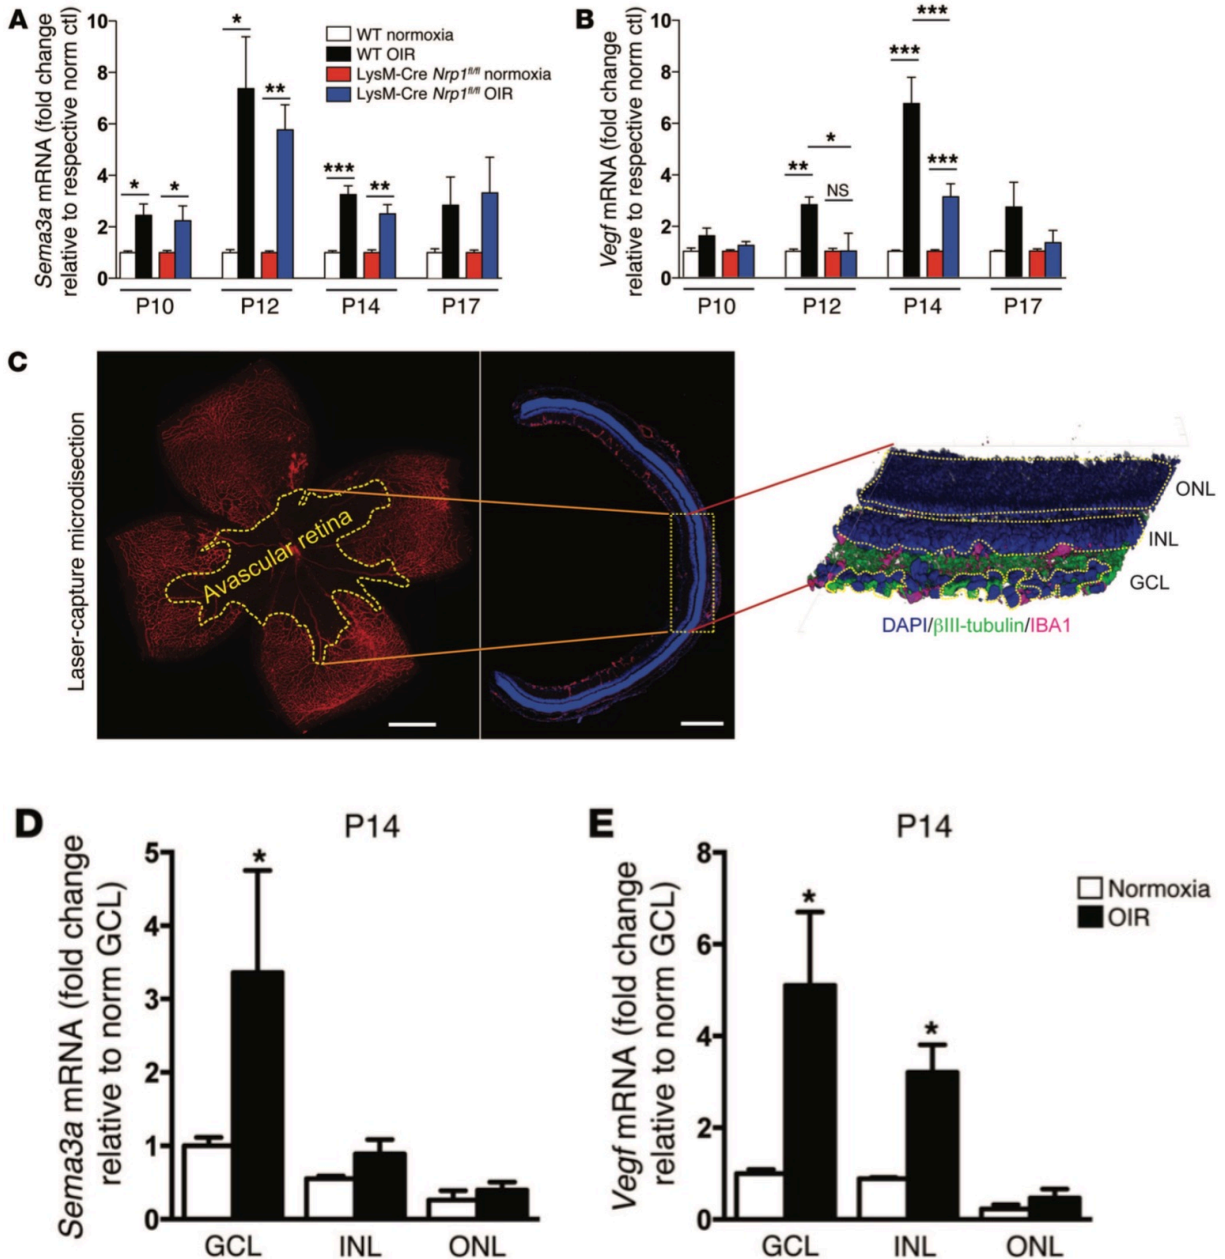 A
Sema3a mRNA (fold change
relative to respective norm ctl)
10
8
6
4
2
0
*
*
*
**
***
**
WT normoxia
WT OIR
LysM-Cre Nrp1fl/fl normoxia
LysM-Cre Nrp1fl/fl OIR
P10
P12
P14
P17
B
Vegf mRNA (fold change
relative to respective norm ctl)
10
8
6
4
2
0
**
*
NS
***
***
***
P10
P12
P14
P17
C
Laser-capture microdisection
Avascular retina
ONL
INL
GCL
DAPI/βIII-tubulin/IBA1
D
P14
Sema3a mRNA (fold change
relative to norm GCL)
5
4
3
2
1
0
*
GCL
INL
ONL
E
P14
Vegf mRNA (fold change
relative to norm GCL)
8
6
4
2
0
*
*
GCL
INL
ONL
Normoxia
OIR